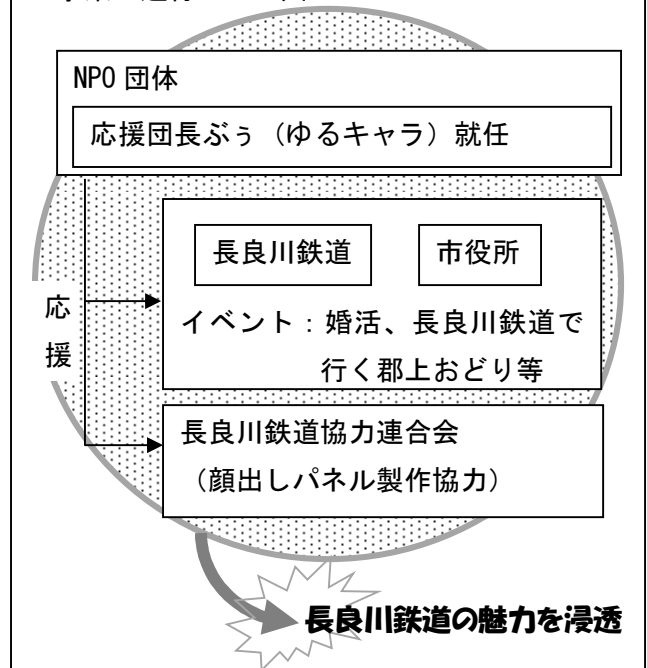 NPO 団体
応援団長ぶぅ（ゆるキャラ）就任
長良川鉄道
市役所
応
援
イベント：婚活、長良川鉄道で
行く郡上おどり等
長良川鉄道協力連合会
（顔出しパネル製作協力）
長良川鉄道の魅力を浸透